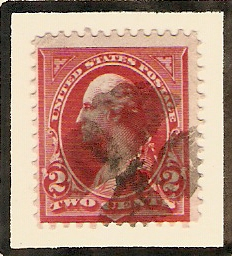 UNITED STATES POSTAGE
2 2
TWO CENTS